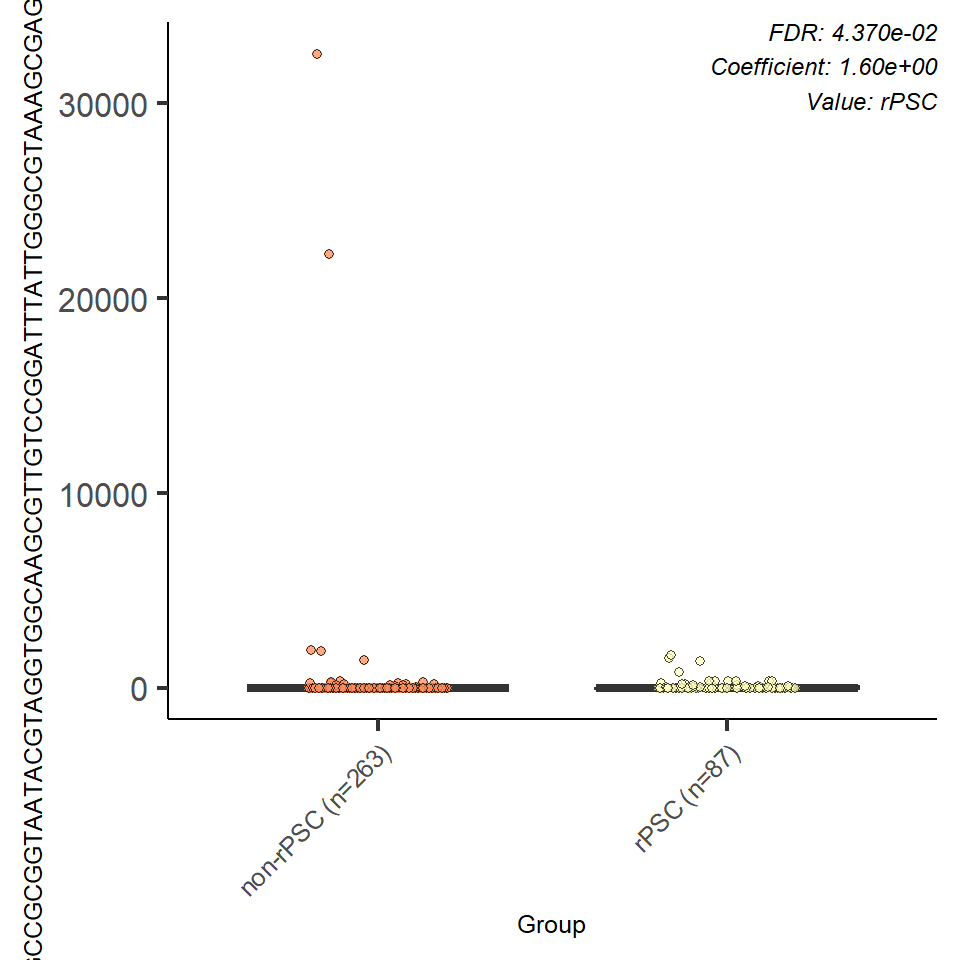 FDR: 4.370e-02
Coefficient: 1.60e+00
Value: rPSC
30000
20000
10000
0
GCCGCGGTAATACGTAGGTGGCAAGCGTTGTCCGGATTTATTGGGCGTAAAGCGAG
non-rPSC (n=263)
rPSC (n=87)
Group